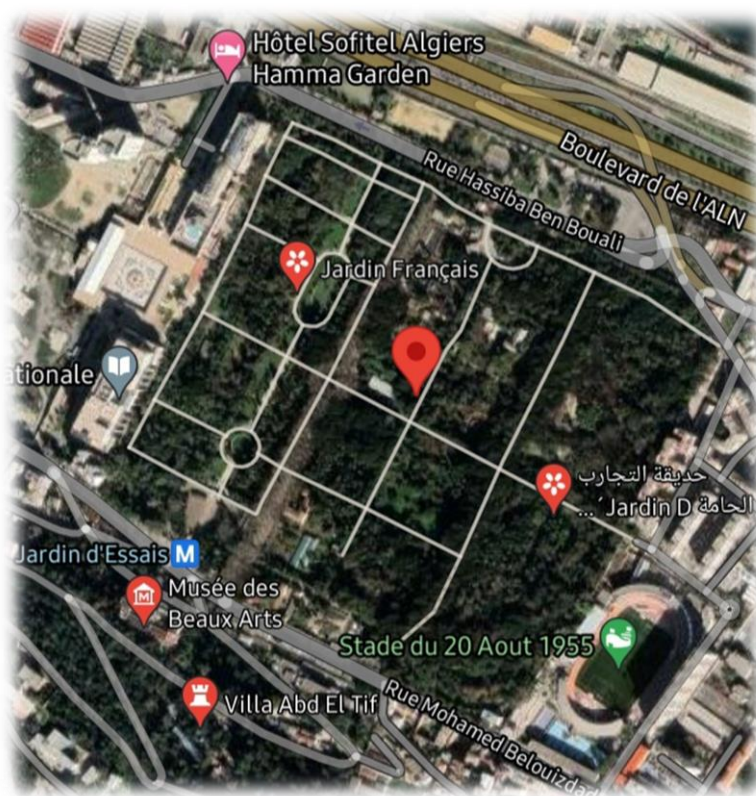 Hôtel Sofitel Algiers
Hamma Garden
Boulevard de l'ALN
Rue Hassiba Ben Bouali
Jardin Français
ationale
حديقة التجارب
الحامة Jardin D´...
Jardin d'Essais M
Musée des
Beaux Arts
Stade du 20 Aout 1955
Villa Abd El Tif
Rue Mohamed Belouizdad